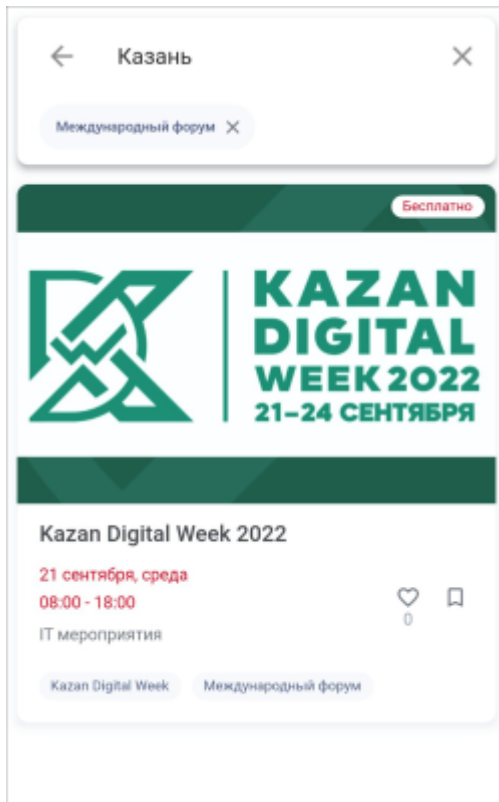 Казань
Международный форум
Бесплатно
KAZAN
DIGITAL
WEEK 2022
21–24 СЕНТЯБРЯ
Kazan Digital Week 2022
21 сентября, среда
08:00 - 18:00
0
IT мероприятия
Kazan Digital Week Международный форум